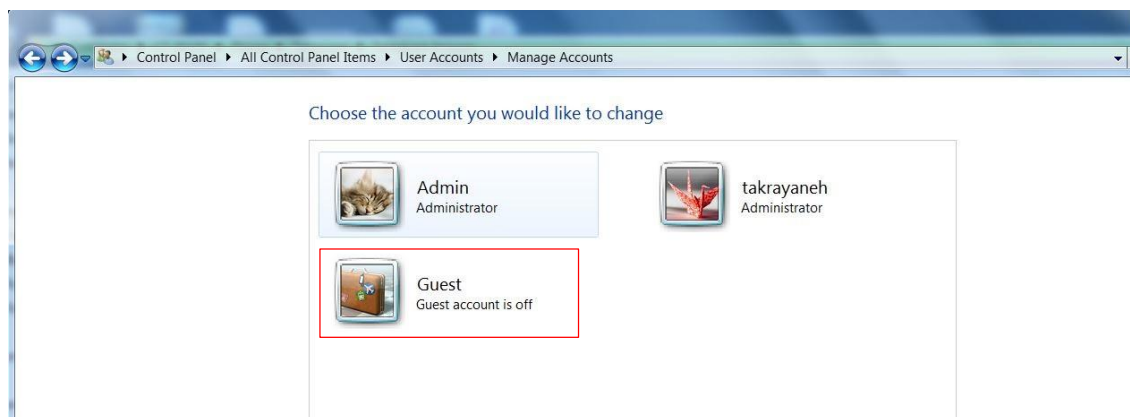 Control Panel All Control Panel Items User Accounts Manage Accounts
Choose the account you would like to change
Admin
Administrator
takrayaneh
Administrator
Guest
Guest account is off